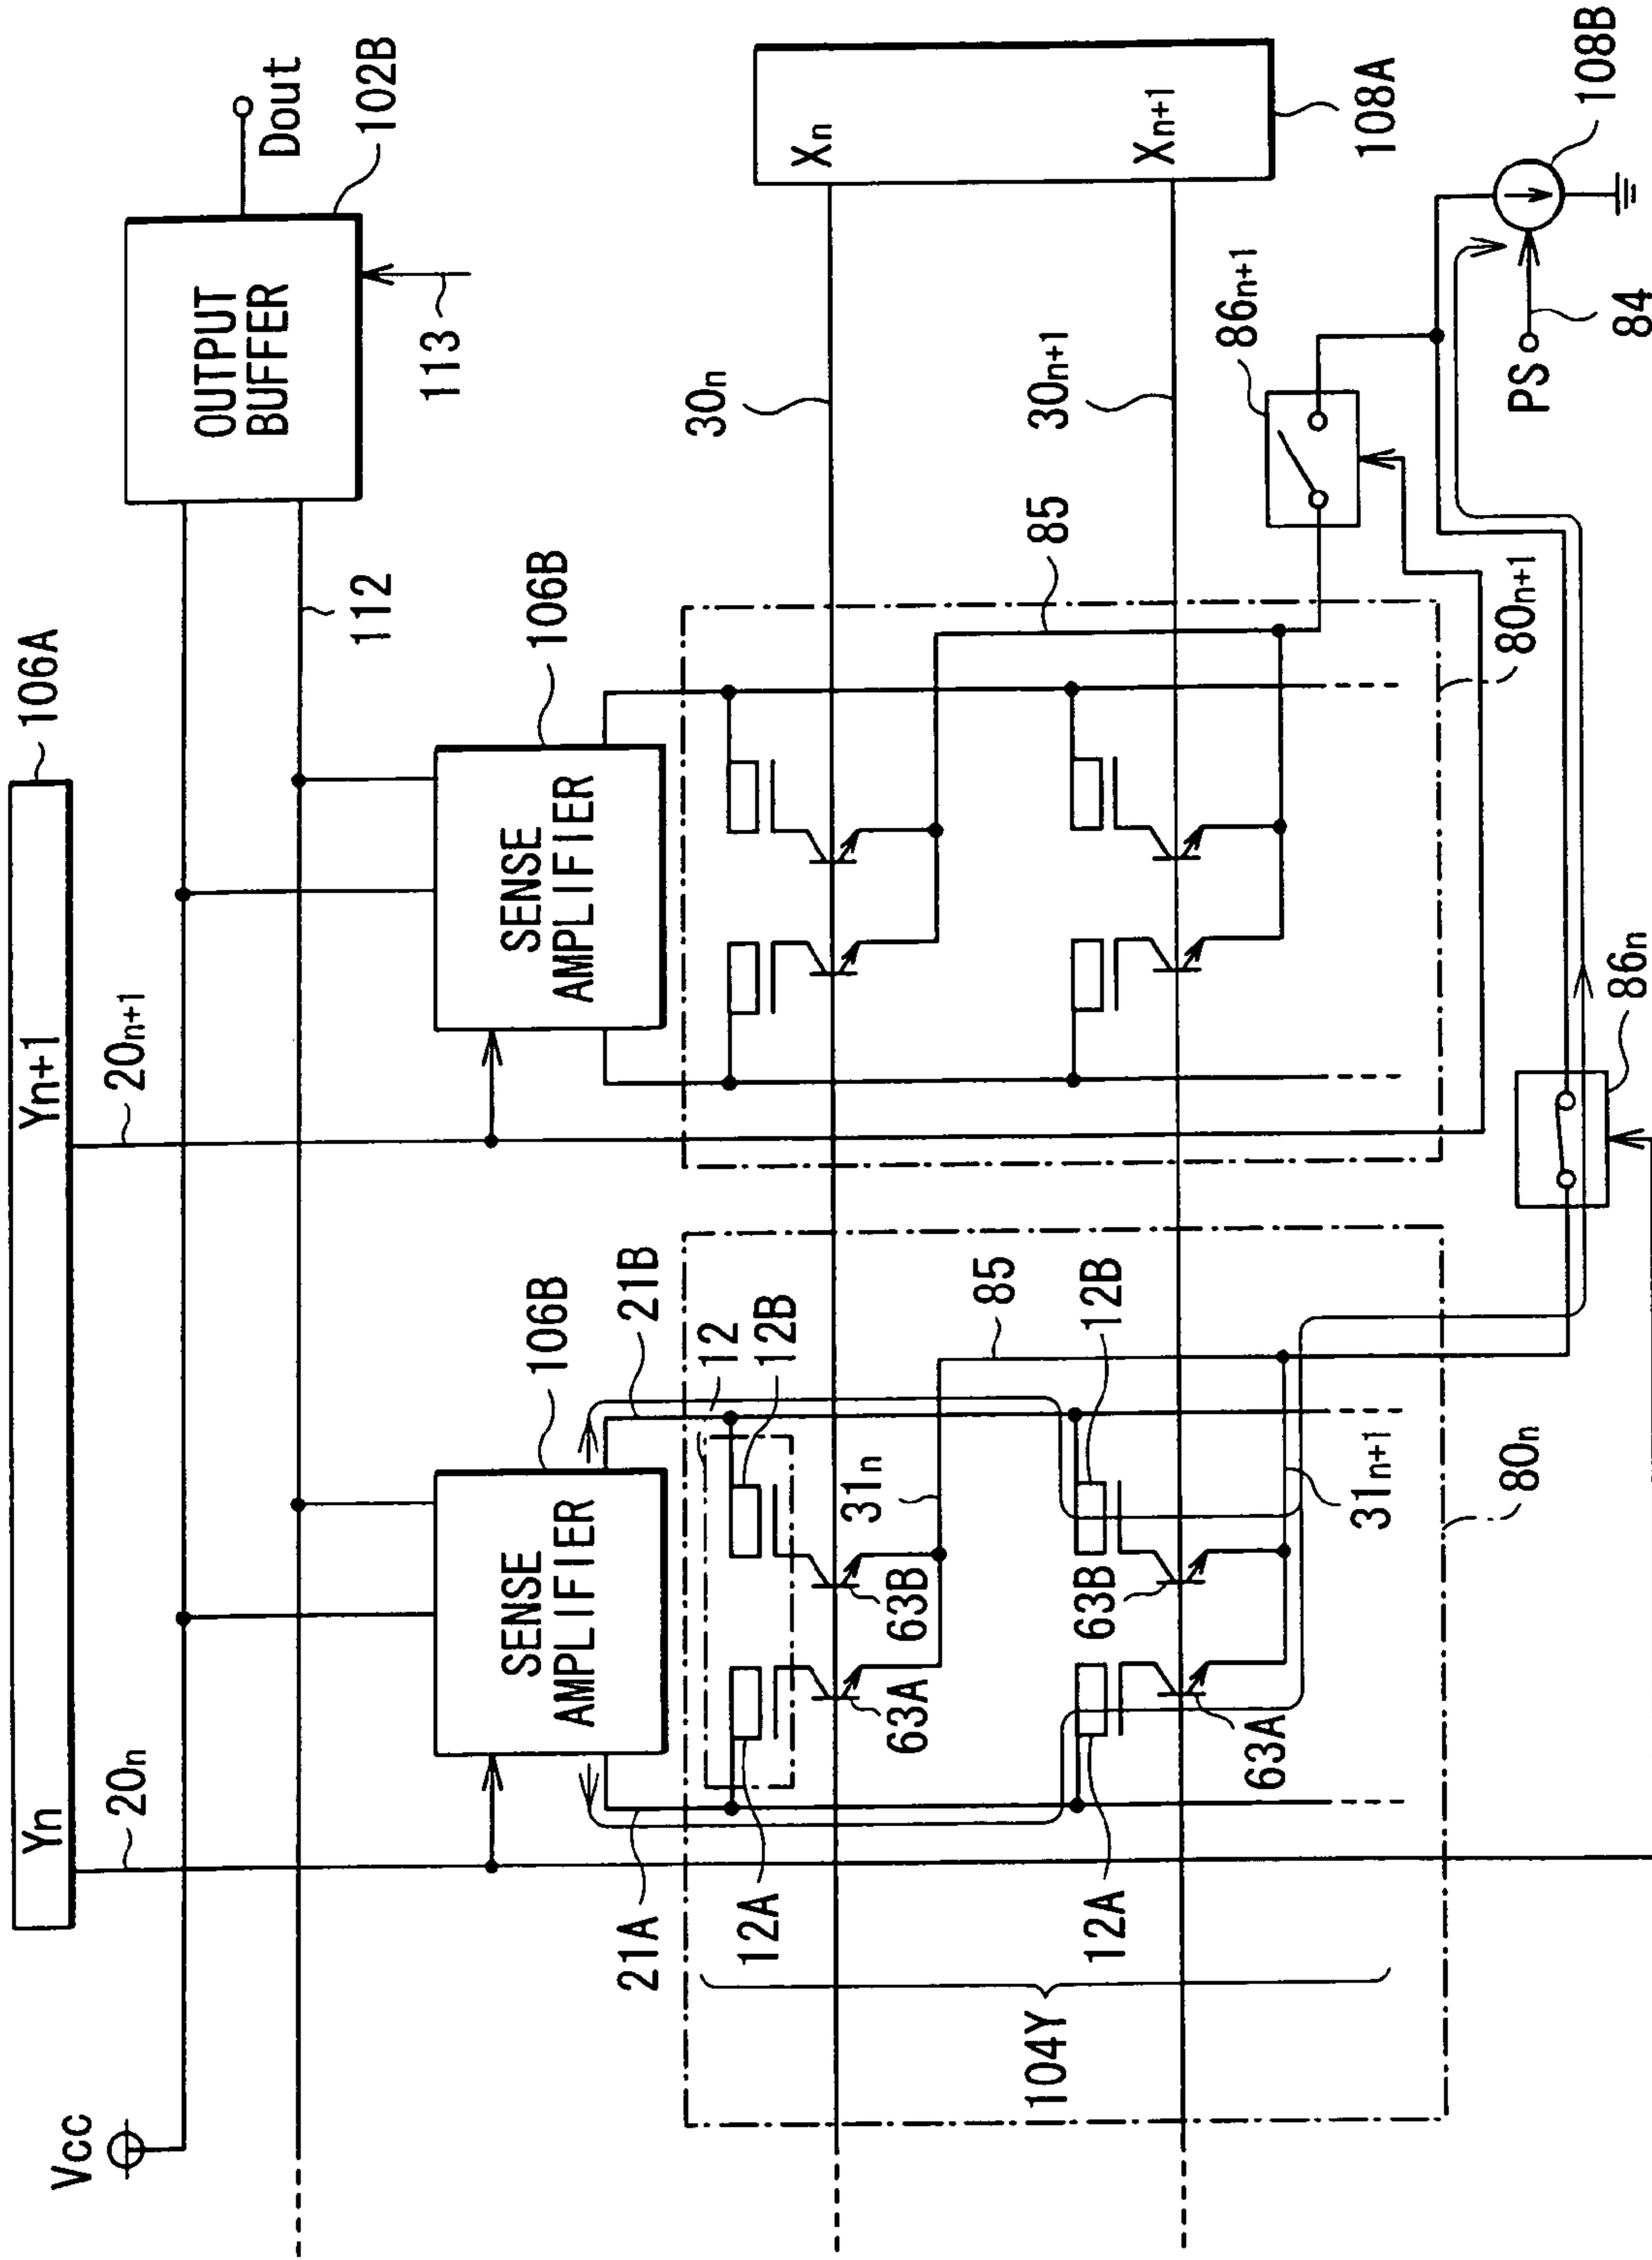 106A
Yn
Yn+1
20n
20n+1
Vcc
OUTPUT
BUFFER
Dout
102B
112
113
SENSE
AMPLIFIER
106B
SENSE
AMPLIFIER
106B
21A
21B
12
12A
12B
63A
63B
31n
85
12A
12B
63A
63B
31n+1
104Y
80n
85
80n+1
30n
30n+1
Xn
Xn+1
108A
86n
86n+1
PS
84
108B